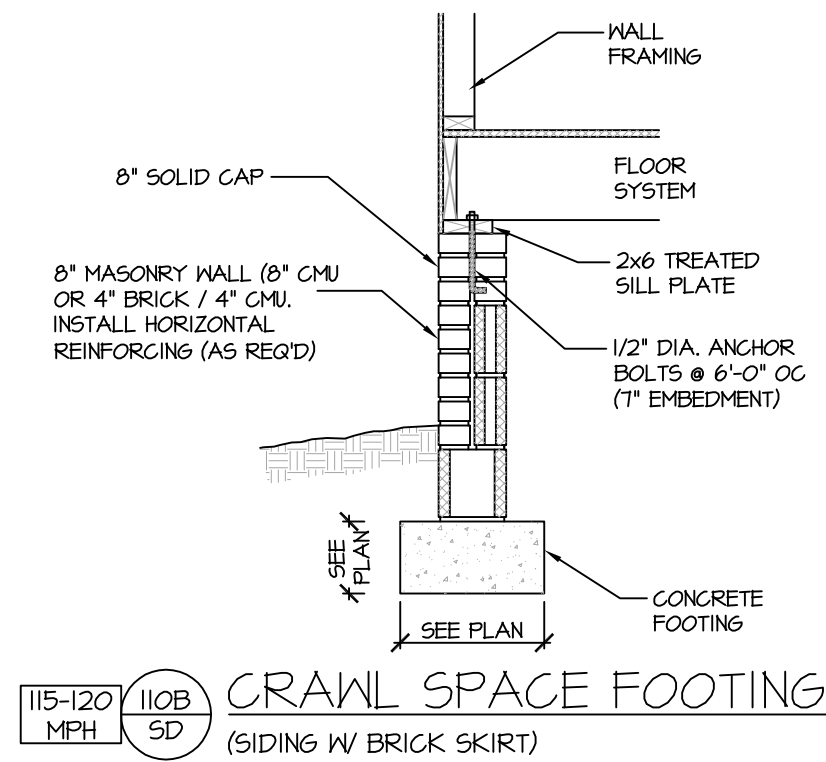 WALL
FRAMING
8" SOLID CAP
FLOOR
SYSTEM
8" MASONRY WALL (8" CMU
OR 4" BRICK / 4" CMU.
INSTALL HORIZONTAL
REINFORCING (AS REQ'D)
2x6 TREATED
SILL PLATE
1/2" DIA. ANCHOR
BOLTS @ 6'-0" OC
(7" EMBEDMENT)
SEE
PLAN
SEE PLAN
CONCRETE
FOOTING
115-120
MPH
110B
SD
CRAWL SPACE FOOTING
(SIDING W/ BRICK SKIRT)